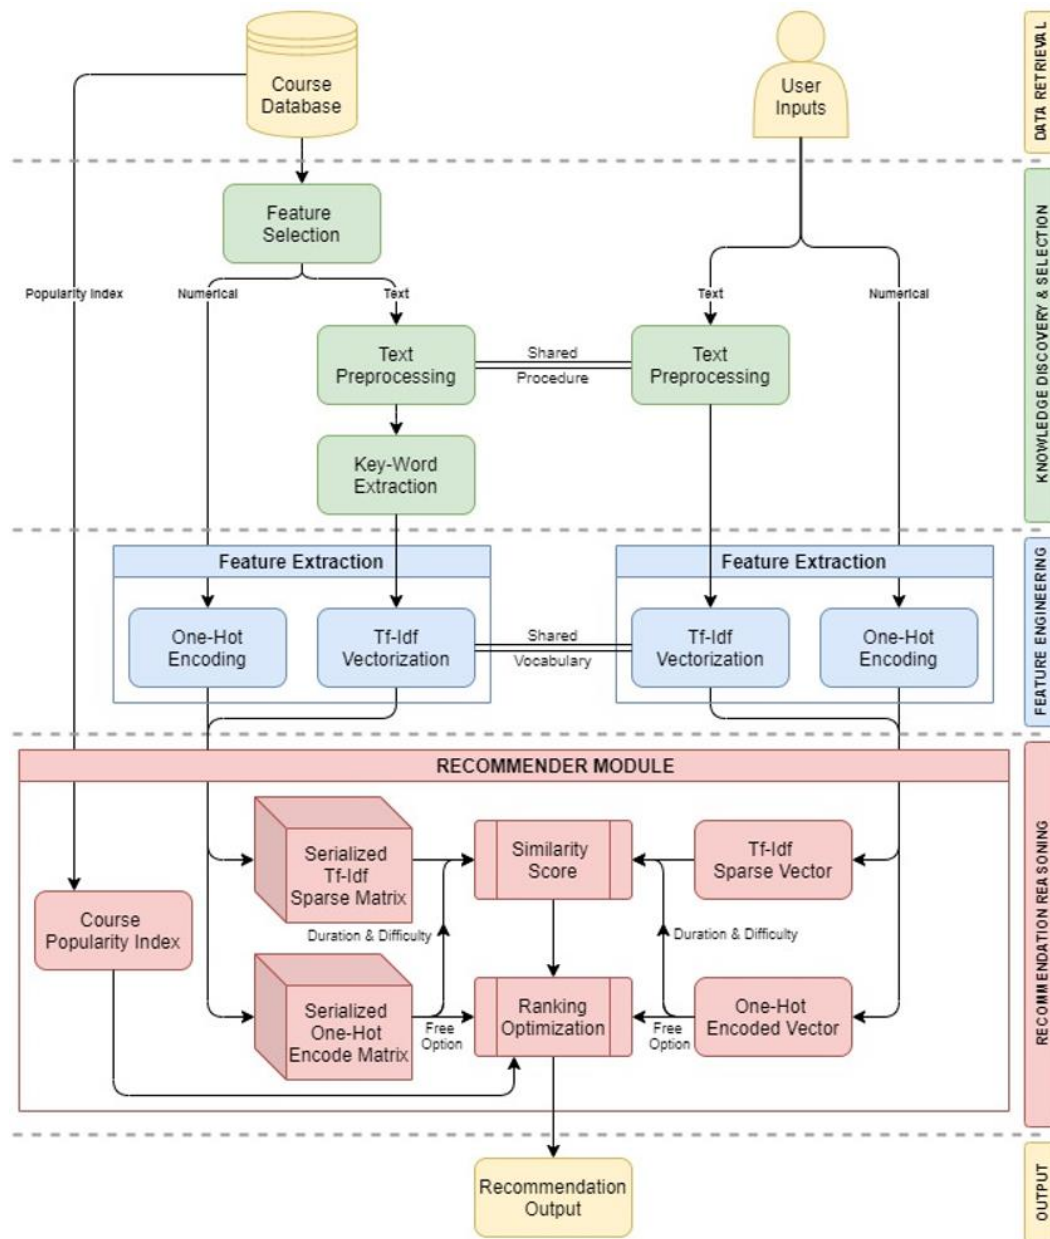 Course
Database
User
Inputs
DATA RETRIEVAL
Feature
Selection
Popularity Index
Numerical
Text
Text
Numerical
Text
Preprocessing
Shared
Procedure
Text
Preprocessing
Key-Word
Extraction
KNOWLEDGE DISCOVERY & SELECTION
Feature Extraction
Feature Extraction
One-Hot
Encoding
Tf-Idf
Vectorization
Shared
Vocabulary
Tf-Idf
Vectorization
One-Hot
Encoding
FEATURE ENGINEERING
RECOMMENDER MODULE
Serialized
Tf-Idf
Sparse Matrix
Similarity
Score
Tf-Idf
Sparse Vector
Course
Popularity Index
Duration & Difficulty
Duration & Difficulty
Serialized
One-Hot
Encode Matrix
Free
Option
Ranking
Optimization
Free
Option
One-Hot
Encoded Vector
RECOMMENDATION REASONING
Recommendation
Output
OUTPUT